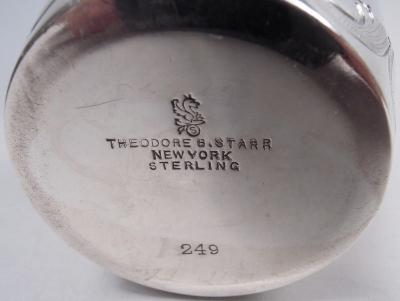 THEODORE B. STARR
NEW YORK
STERLING
249